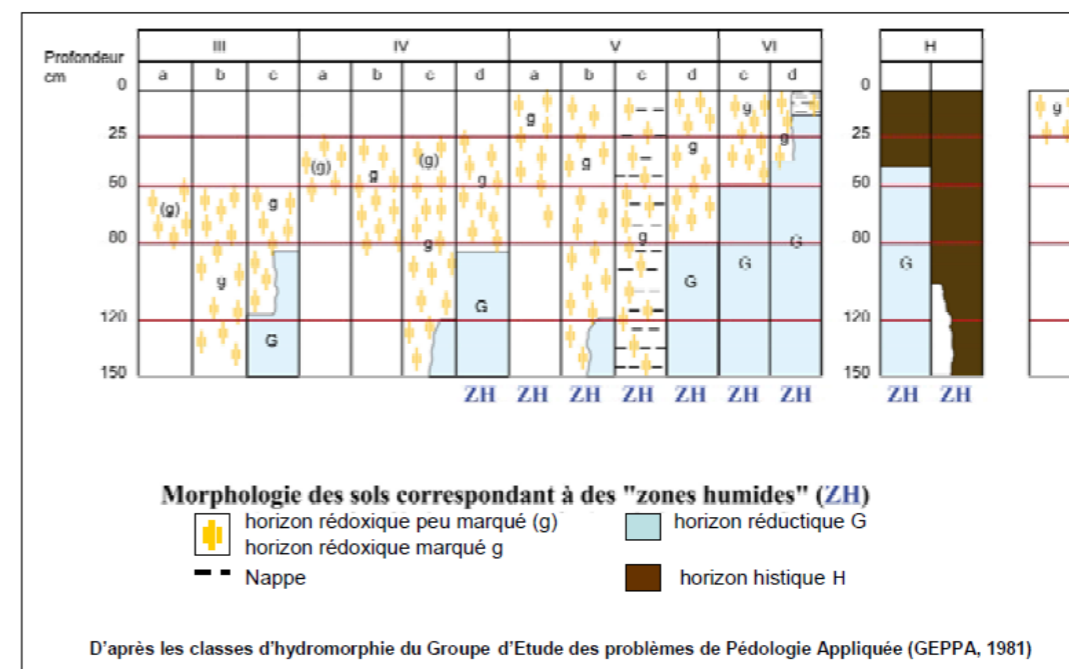 III IV V VI H
Profondeur
cm
a b c a b c d a b c d c d
0 0
25 25
50 50
80 80
120 120
150 150
(g) g g G
(g) g (g) g g G
g g g g G
g G g G
G
g
ZH ZH ZH ZH ZH ZH ZH ZH ZH
Morphologie des sols correspondant à des "zones humides" (ZH)
horizon rédoxique peu marqué (g)
horizon réductique G
horizon rédoxique marqué g
Nappe
horizon histique H
D'après les classes d'hydromorphie du Groupe d'Etude des problèmes de Pédologie Appliquée (GEPPA, 1981)